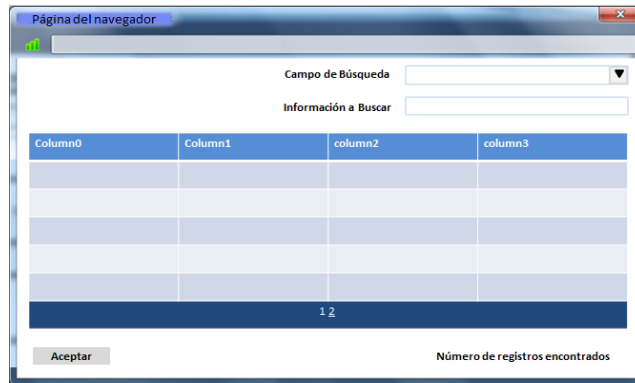 Página del navegador
Campo de Búsqueda
Información a Buscar
Column0 Column1 column2 column3
1 2
Aceptar Número de registros encontrados